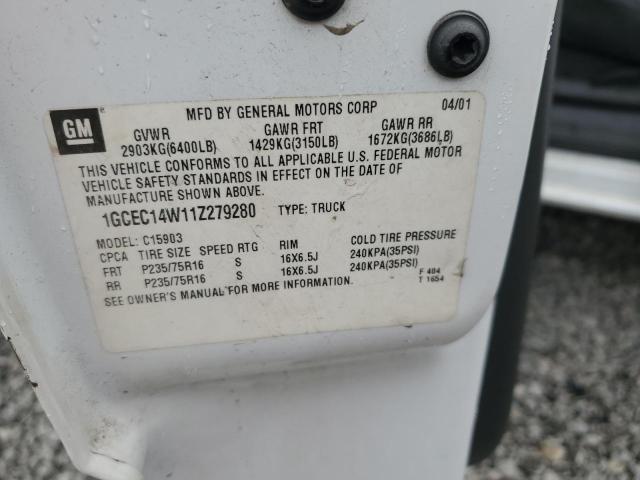 MFD BY GENERAL MOTORS CORP 04/01
GM
GVWR GAWR FRT GAWR RR
2903KG(6400LB) 1429KG(3150LB) 1672KG(3686LB)
THIS VEHICLE CONFORMS TO ALL APPLICABLE U.S. FEDERAL MOTOR
VEHICLE SAFETY STANDARDS IN EFFECT ON THE DATE OF
MANUFACTURE SHOWN ABOVE.
1GCEC14W11Z279280 TYPE: TRUCK
MODEL: C15903
CPCA TIRE SIZE SPEED RTG RIM COLD TIRE PRESSURE
FRT P235/75R16 S 16X6.5J 240KPA(35PSI)
RR P235/75R16 S 16X6.5J 240KPA(35PSI)
SEE OWNER'S MANUAL FOR MORE INFORMATION. F 484
T 1654